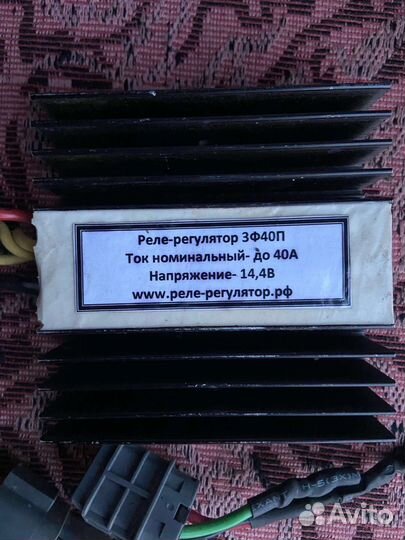 Реле-регулятор 3Ф40П
Ток номинальный- до 40А
Напряжение- 14,4В
www.реле-регулятор.рф
Avito